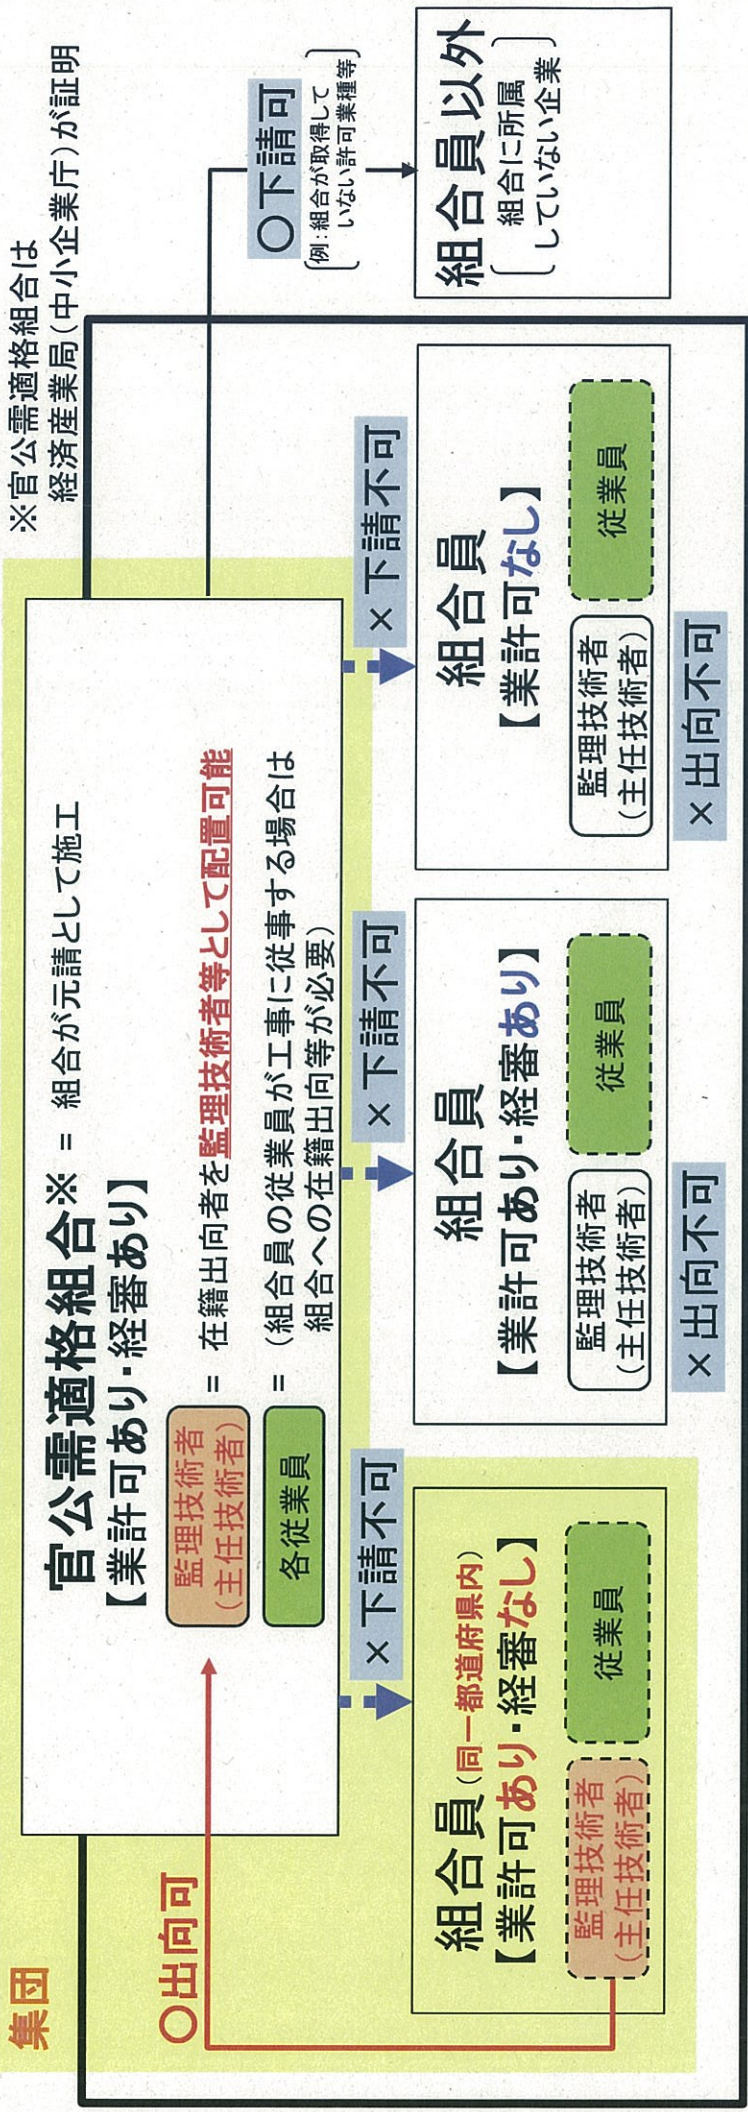 集団
※官公需適格組合は
経済産業局(中小企業庁)が証明
官公需適格組合※ = 組合が元請として施工
【業許可あり・経審あり】
監理技術者
(主任技術者)
= 在籍出向者を監理技術者等として配置可能
各従業員
= (組合員の従業員が工事に従事する場合は
組合への在籍出向等が必要)
〇出向可
×下請不可
×下請不可
×下請不可
〇下請可
例:組合が取得して
いない許可業種等
組合員(同一都道府県内)
【業許可あり・経審なし】
監理技術者
(主任技術者)
従業員
組合員
【業許可あり・経審あり】
監理技術者
(主任技術者)
従業員
×出向不可
組合員
【業許可なし】
監理技術者
(主任技術者)
従業員
×出向不可
組合員以外
組合に所属
していない企業